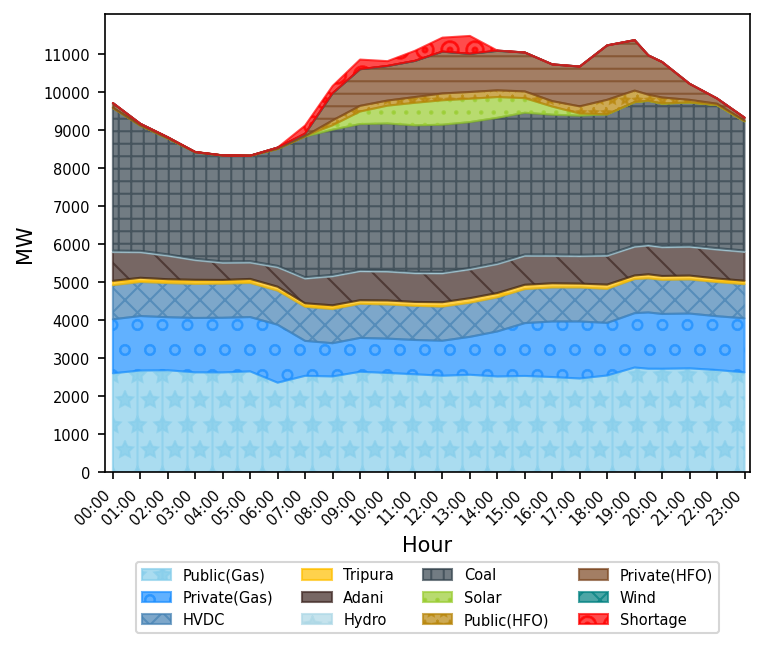 MW
11000
10000
9000
8000
7000
6000
5000
4000
3000
2000
1000
0
00:00 01:00 02:00 03:00 04:00 05:00 06:00 07:00 08:00 09:00 10:00 11:00 12:00 13:00 14:00 15:00 16:00 17:00 18:00 19:00 20:00 21:00 22:00 23:00
Hour
Public(Gas) Tripura Coal Private(HFO)
Private(Gas) Adani Solar Wind
HVDC Hydro Public(HFO) Shortage